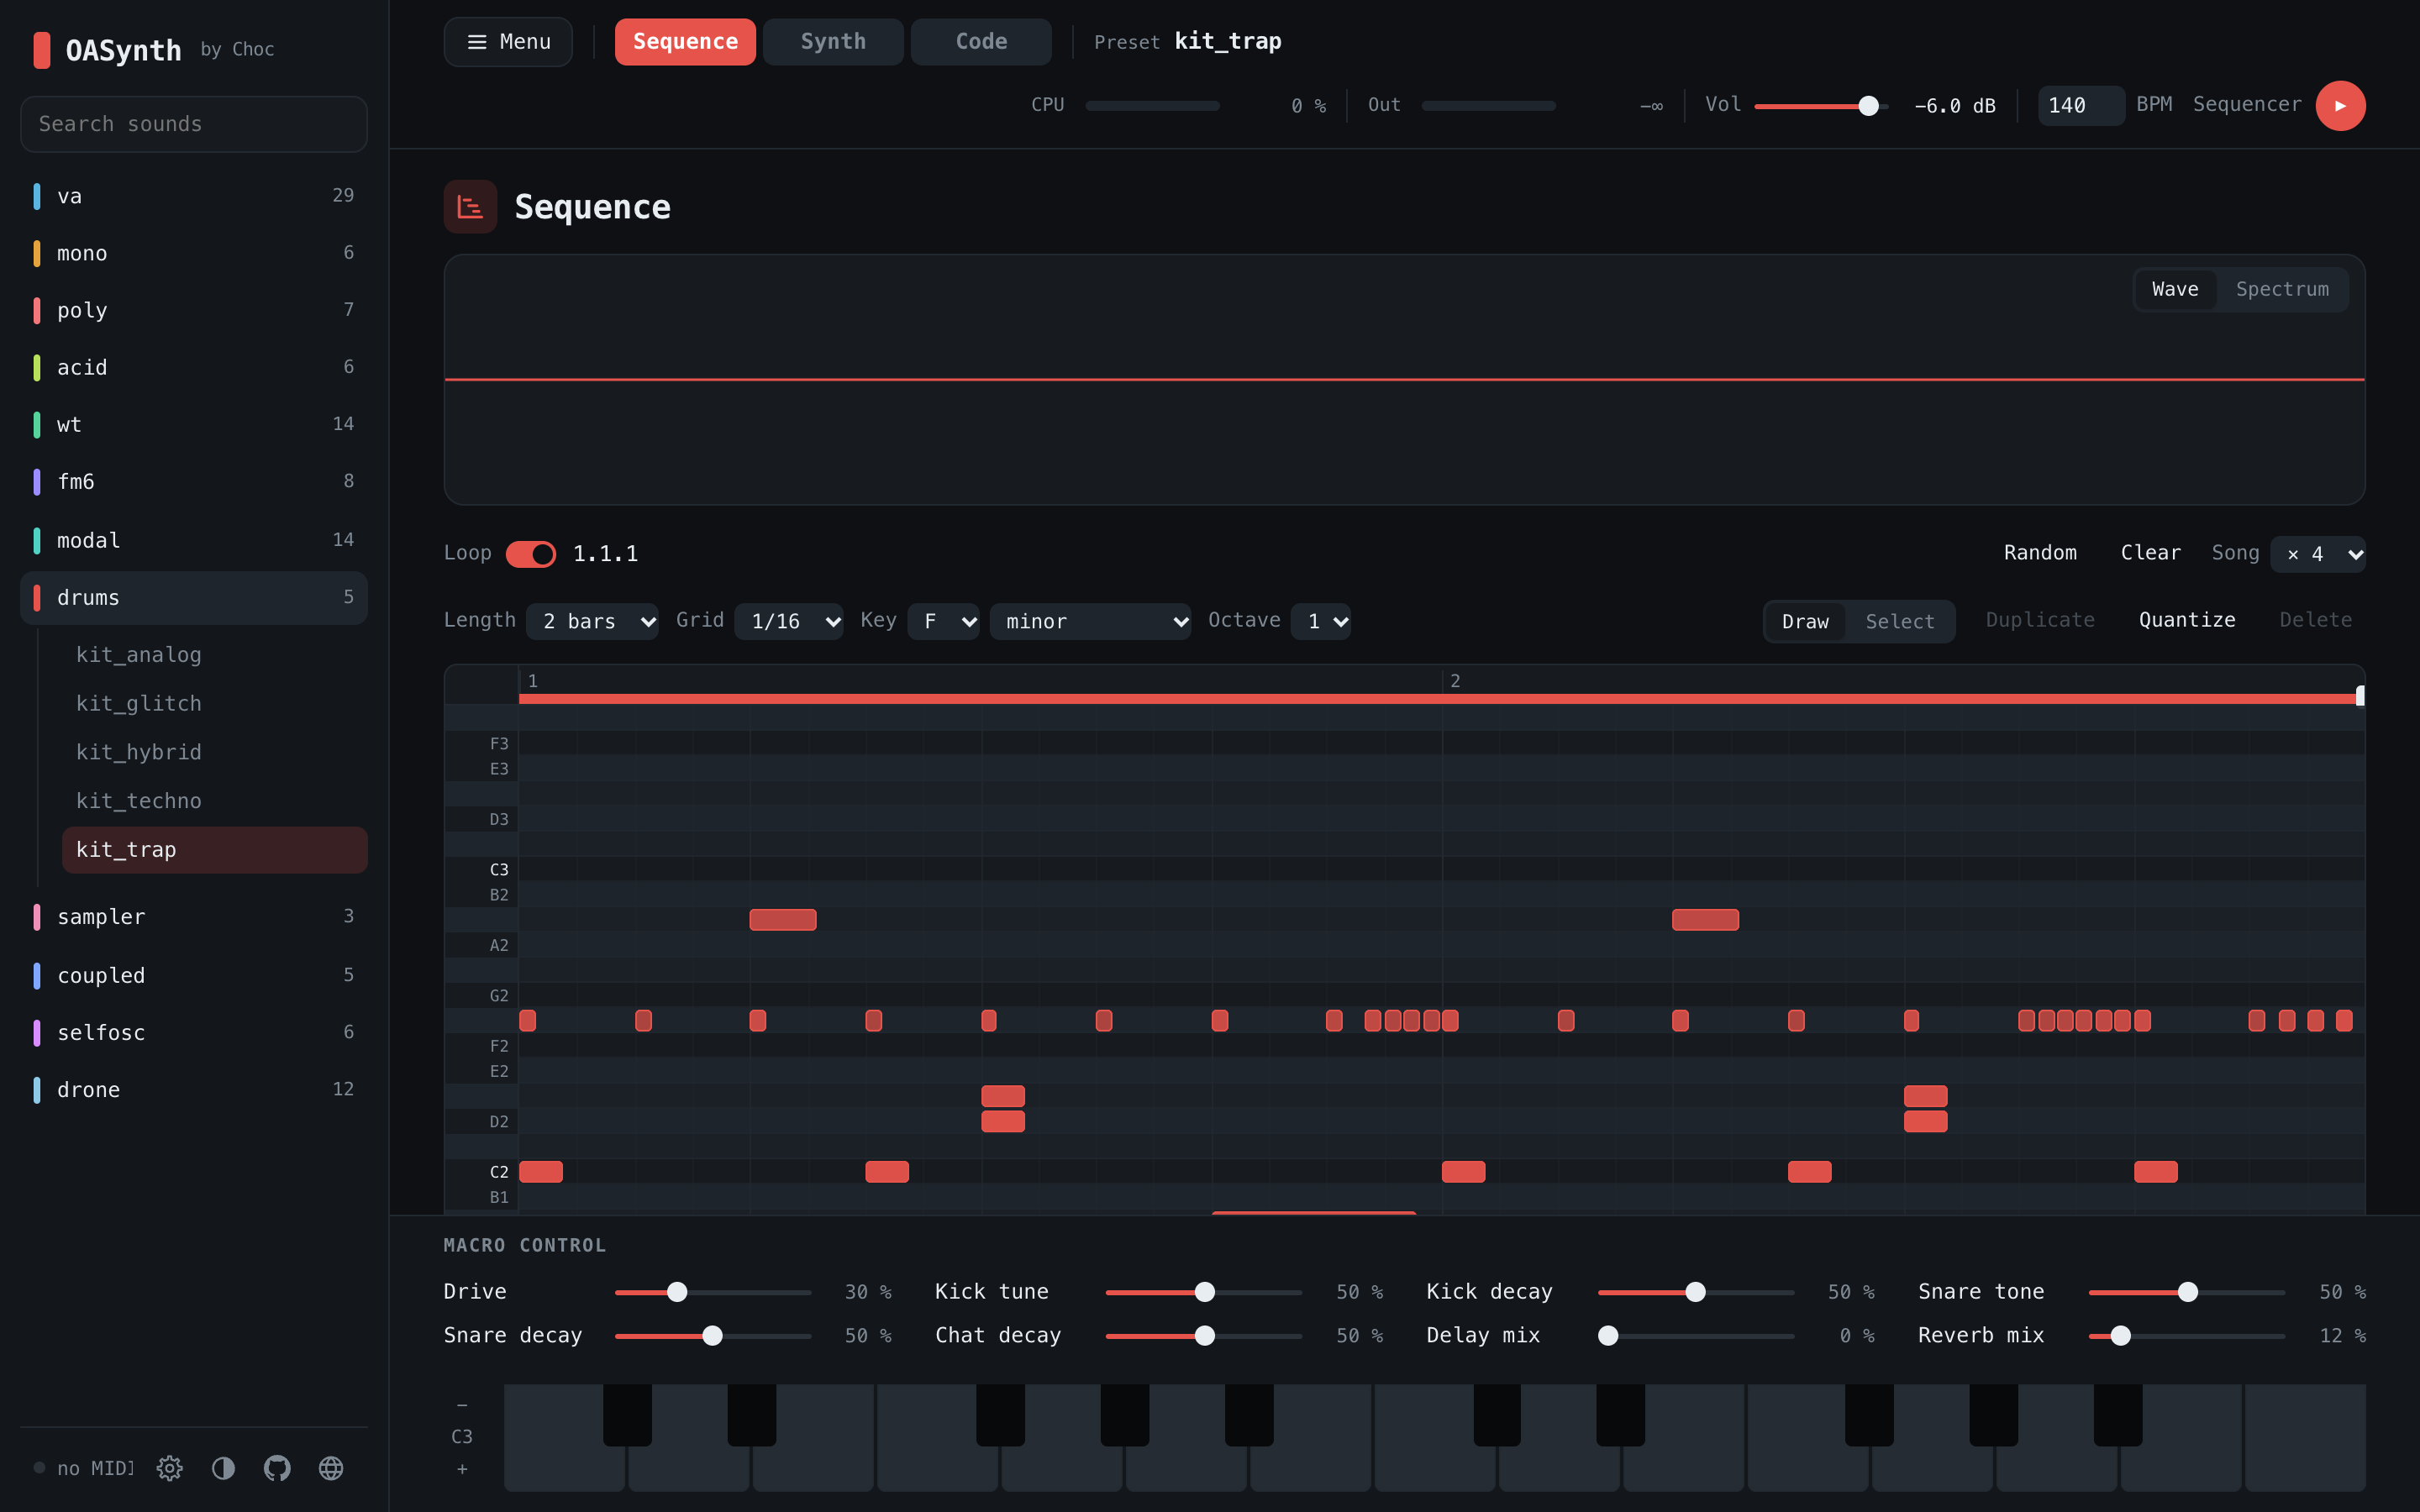 OASynth by Choc
Search sounds
va 29
mono 6
poly 7
acid 6
wt 14
fm6 8
modal 14
drums 5
kit_analog
kit_glitch
kit_hybrid
kit_techno
kit_trap
sampler 3
coupled 5
selfosc 6
drone 12
no MIDI
Menu Sequence Synth Code Preset kit_trap
CPU 0 % Out −∞ Vol −6.0 dB 140 BPM Sequencer
Sequence
Wave Spectrum
Loop 1.1.1 Random Clear Song × 4
Length 2 bars Grid 1/16 Key F minor Octave 1 Draw Select Duplicate Quantize Delete
1 2
F3
E3
D3
C3
B2
A2
G2
F2
E2
D2
C2
B1
MACRO CONTROL
Drive 30 % Kick tune 50 % Kick decay 50 % Snare tone 50 %
Snare decay 50 % Chat decay 50 % Delay mix 0 % Reverb mix 12 %
−
C3
+